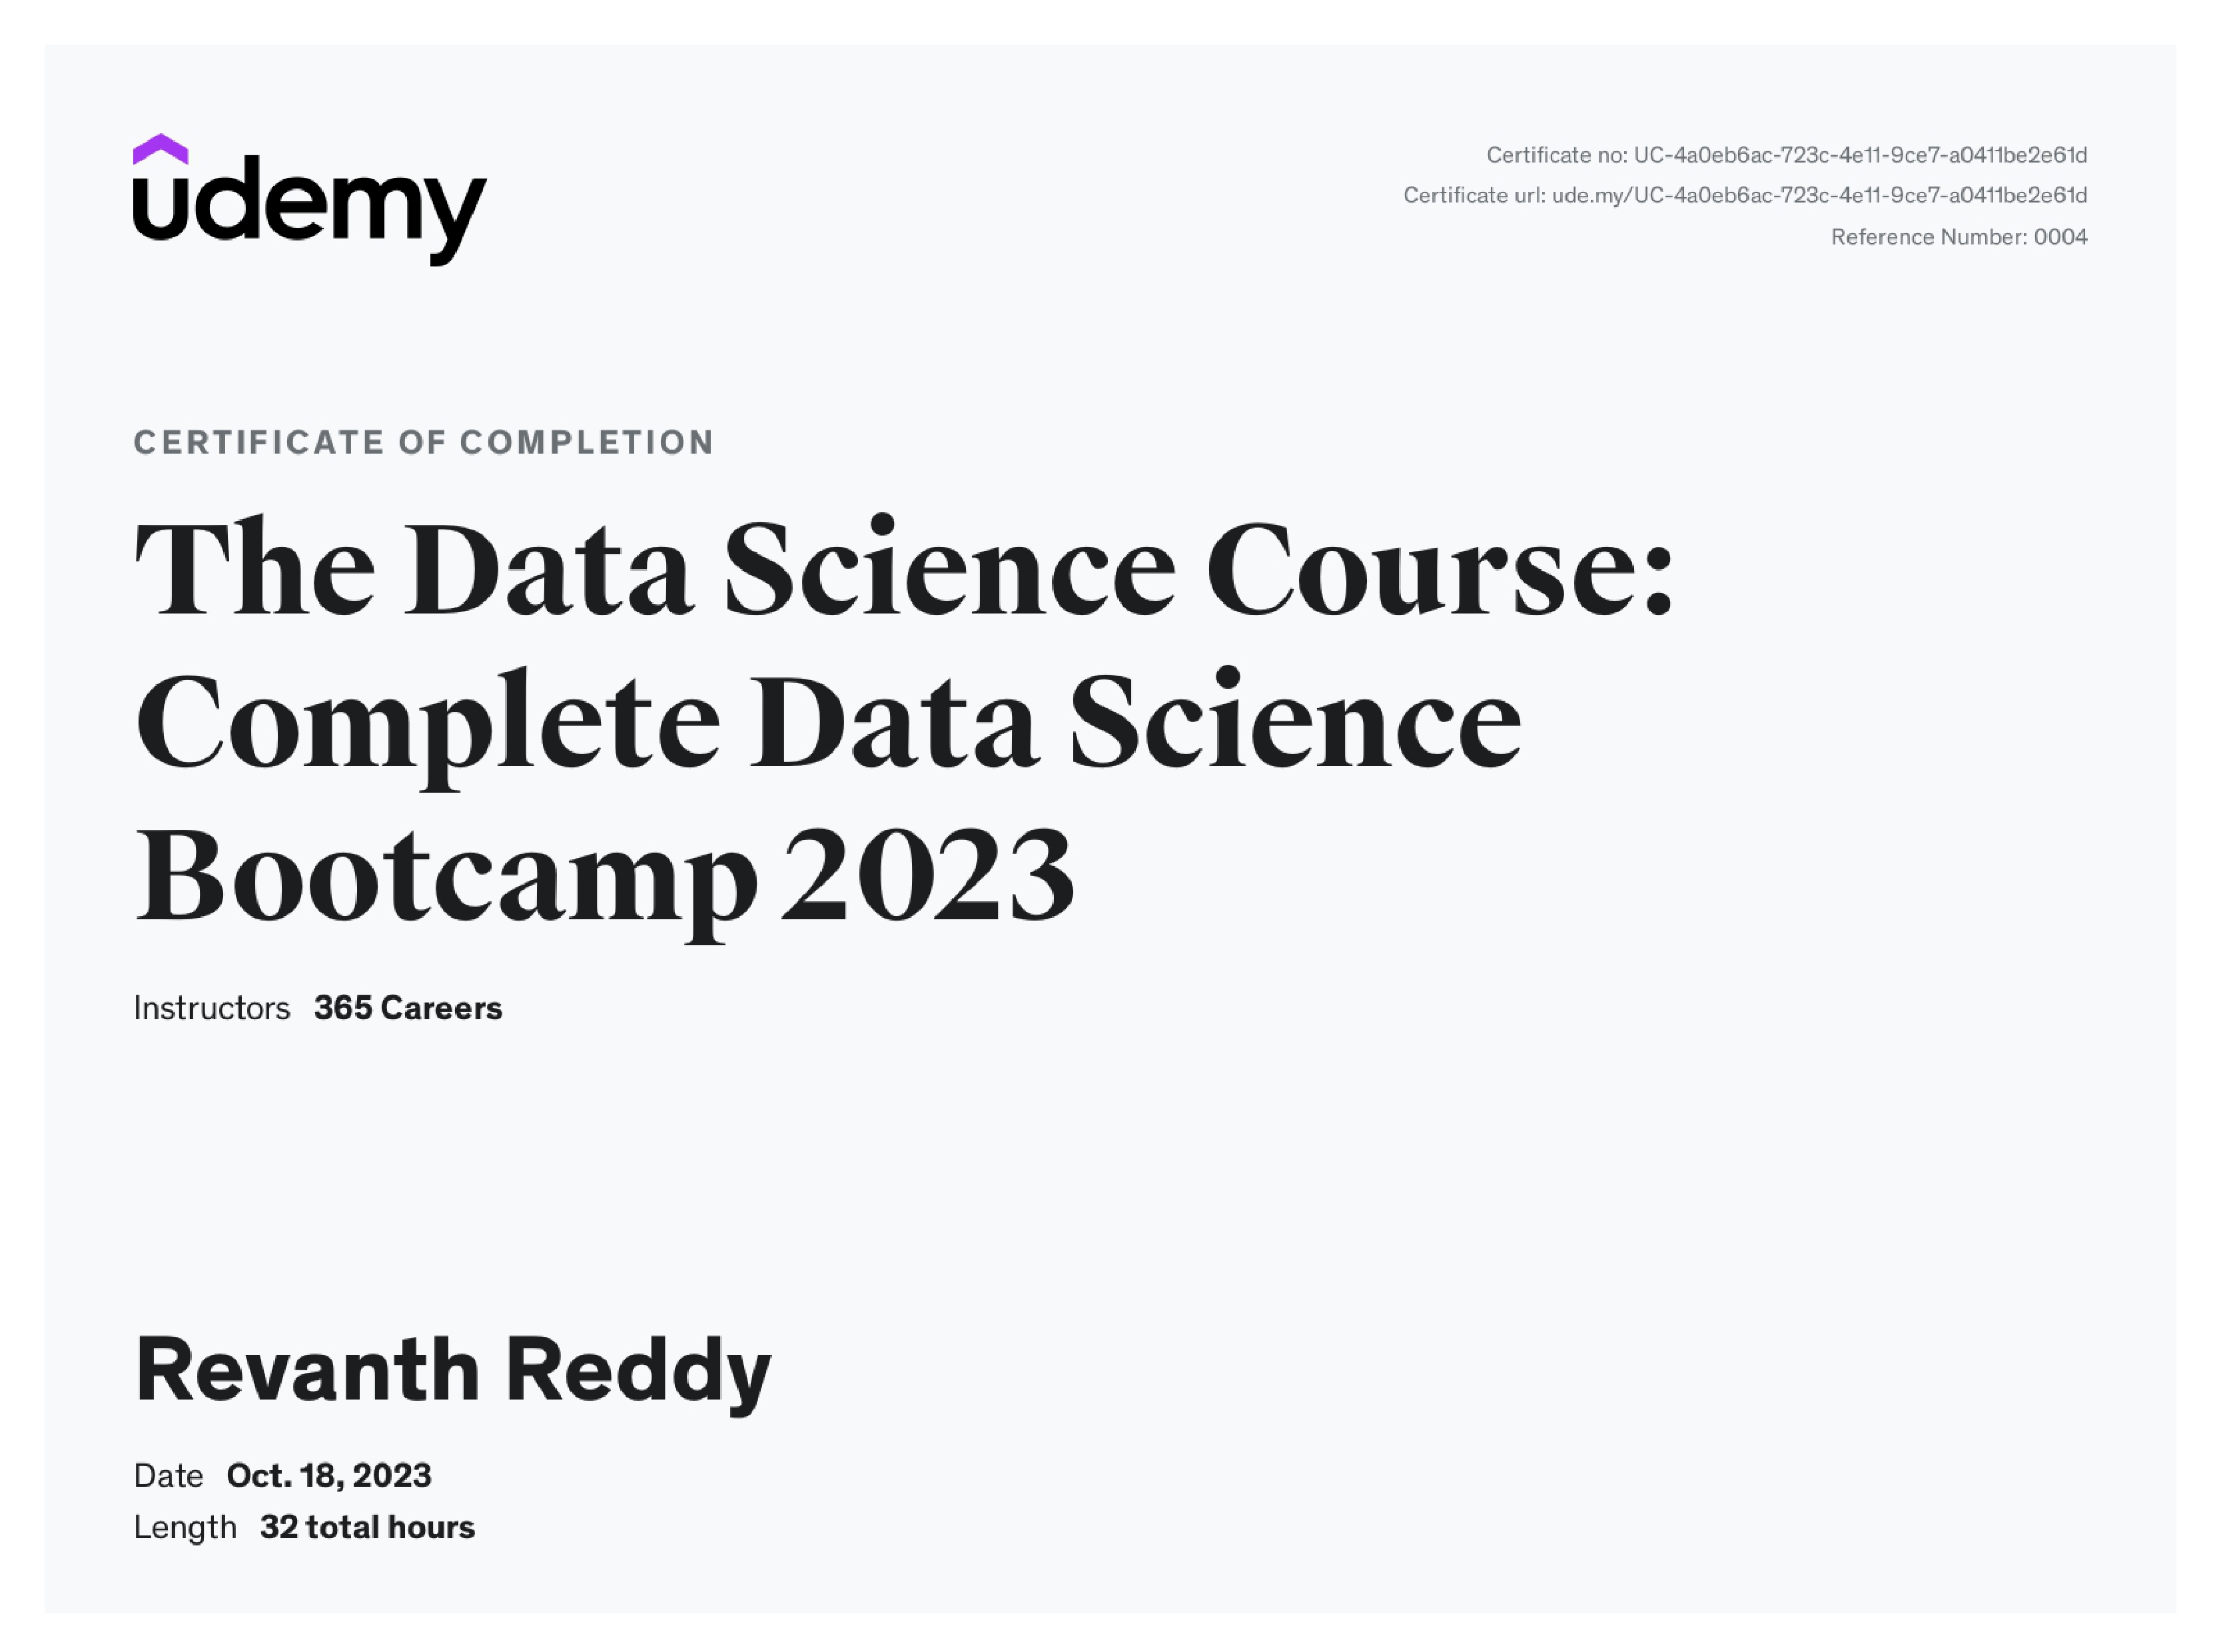 udemy
Certificate no: UC-4a0eb6ac-723c-4e11-9ce7-a0411be2e61d
Certificate url: ude.my/UC-4a0eb6ac-723c-4e11-9ce7-a0411be2e61d
Reference Number: 0004
CERTIFICATE OF COMPLETION
The Data Science Course:
Complete Data Science
Bootcamp 2023
Instructors 365 Careers
Revanth Reddy
Date Oct. 18, 2023
Length 32 total hours